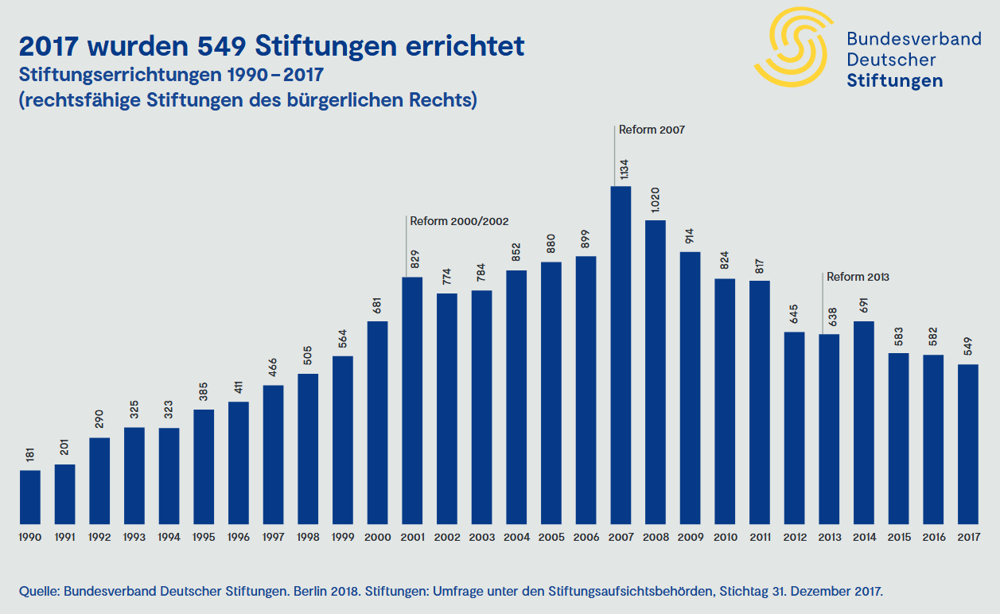 2017 wurden 549 Stiftungen errichtet
Stiftungserrichtungen 1990–2017
(rechtsfähige Stiftungen des bürgerlichen Rechts)
Bundesverband
Deutscher
Stiftungen
Reform 2007
Reform 2000/2002
Reform 2013
181
201
290
325
323
385
411
466
505
564
681
829
774
784
852
880
899
1.134
1.020
914
824
817
645
638
691
583
582
549
1990 1991 1992 1993 1994 1995 1996 1997 1998 1999 2000 2001 2002 2003 2004 2005 2006 2007 2008 2009 2010 2011 2012 2013 2014 2015 2016 2017
Quelle: Bundesverband Deutscher Stiftungen. Berlin 2018. Stiftungen: Umfrage unter den Stiftungsaufsichtsbehörden, Stichtag 31. Dezember 2017.